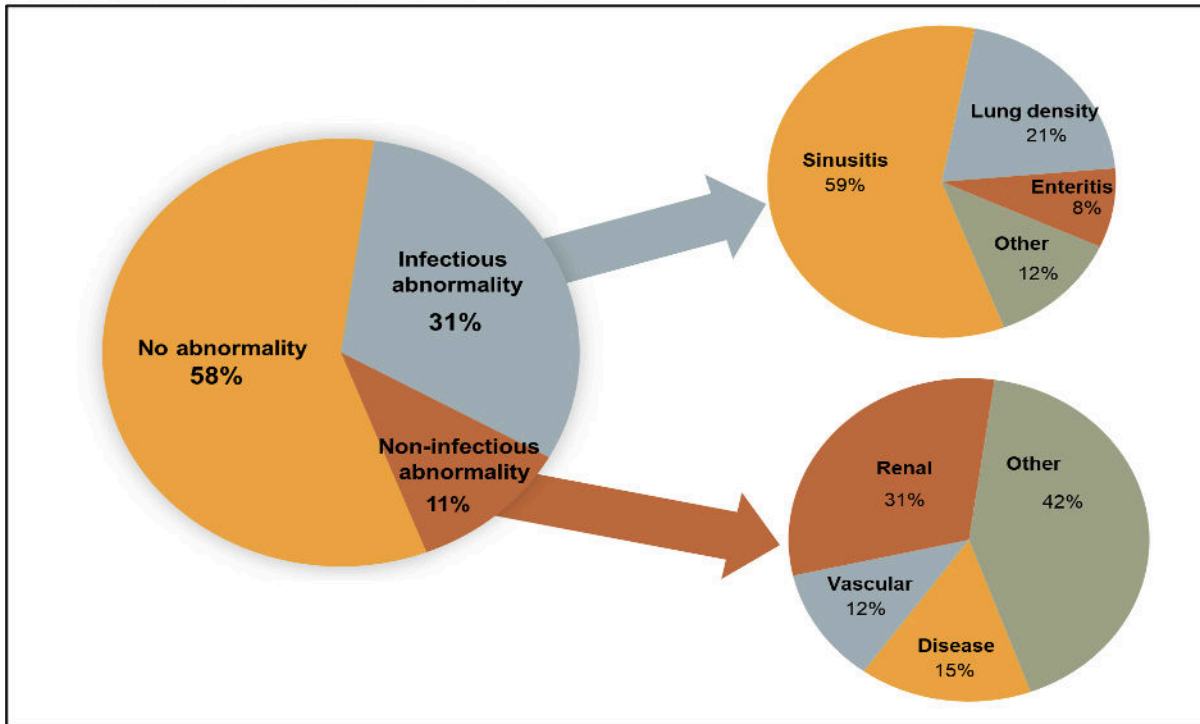 No abnormality
58%
Infectious
abnormality
31%
Non-infectious
abnormality
11%
Sinusitis
59%
Lung density
21%
Enteritis
8%
Other
12%
Renal
31%
Other
42%
Vascular
12%
Disease
15%